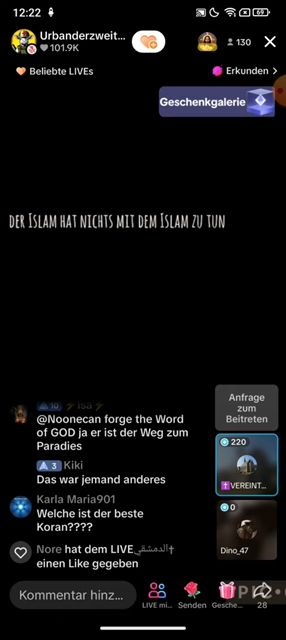 12:22
69
Urbanderzweit...
101.9K
130
Beliebte LIVEs
Erkunden >
Geschenkgalerie
der Islam hat nichts mit dem Islam zu tun
Anfrage zum Beitreten
10 Isa
@Noonecan forge the Word
of GOD ja er ist der Weg zum
Paradies
3 Kiki
Das war jemand anderes
Karla Maria901
Welche ist der beste
Koran????
Nore hat dem LIVE الدمشقي✝
einen Like gegeben
220
✝VEREINT...
0
Dino_47
Kommentar hinz...
LIVE mi...
Senden
Gesche...
28